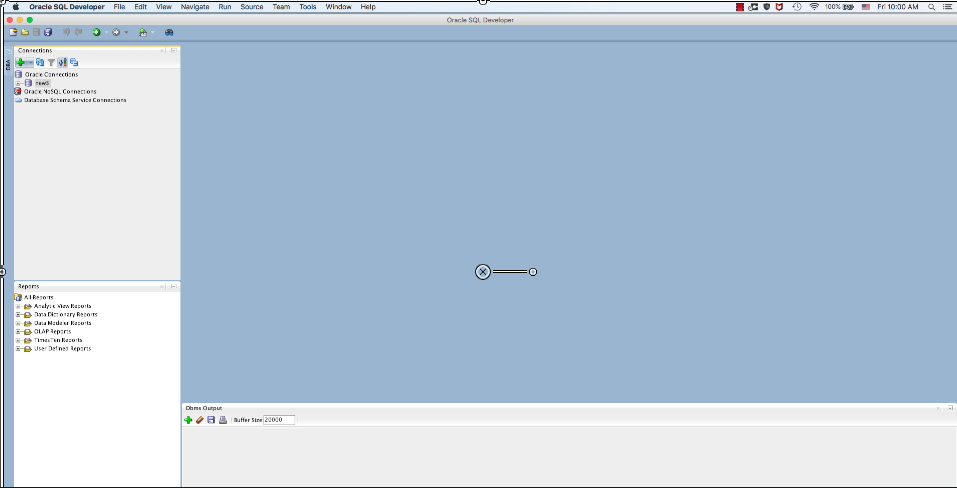 Oracle SQL Developer File Edit View Navigate Run Source Team Tools Window Help 100% Fri 10:00 AM
Oracle SQL Developer
DBA
Connections
Oracle Connections
new3
Oracle NoSQL Connections
Database Schema Service Connections
Reports
All Reports
Analytic View Reports
Data Dictionary Reports
Data Modeler Reports
OLAP Reports
TimesTen Reports
User Defined Reports
Dbms Output
Buffer Size 20000